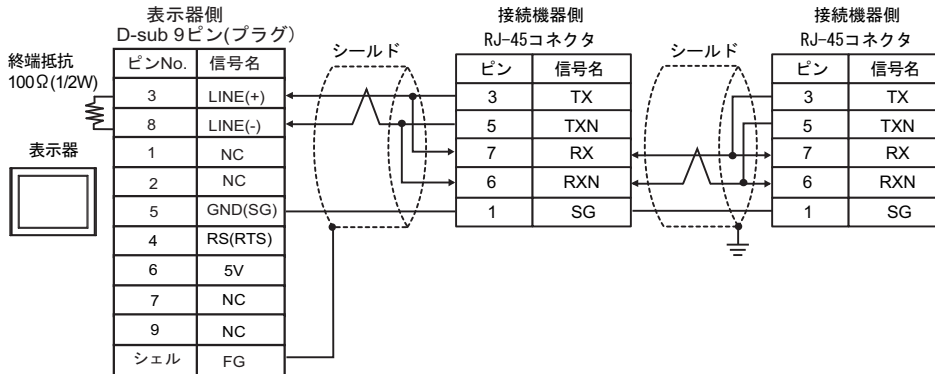 表示器側
D-sub 9ピン(プラグ)
接続機器側
RJ-45コネクタ
接続機器側
RJ-45コネクタ
終端抵抗
100Ω(1/2W)
シールド
シールド
表示器
ピンNo. 信号名
3 LINE(+)
8 LINE(-)
1 NC
2 NC
5 GND(SG)
4 RS(RTS)
6 5V
7 NC
9 NC
シェル FG
ピン 信号名
3 TX
5 TXN
7 RX
6 RXN
1 SG
ピン 信号名
3 TX
5 TXN
7 RX
6 RXN
1 SG